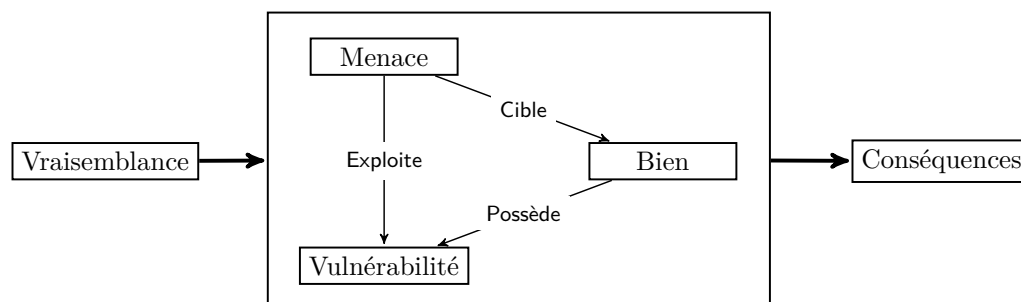 Menace
Cible
Vraisemblance
Exploite
Bien
Conséquences
Possède
Vulnérabilité